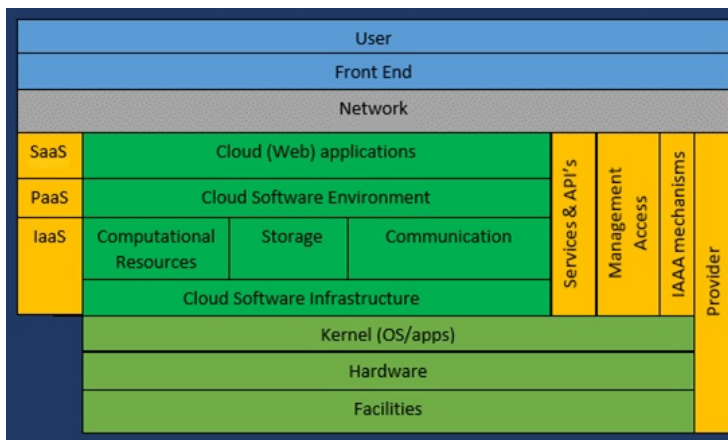 User
Front End
Network
SaaS
Cloud (Web) applications
PaaS
Cloud Software Environment
IaaS
Computational
Resources
Storage
Communication
Cloud Software Infrastructure
Services & API's
Management
Access
IAAA mechanisms
Provider
Kernel (OS/apps)
Hardware
Facilities